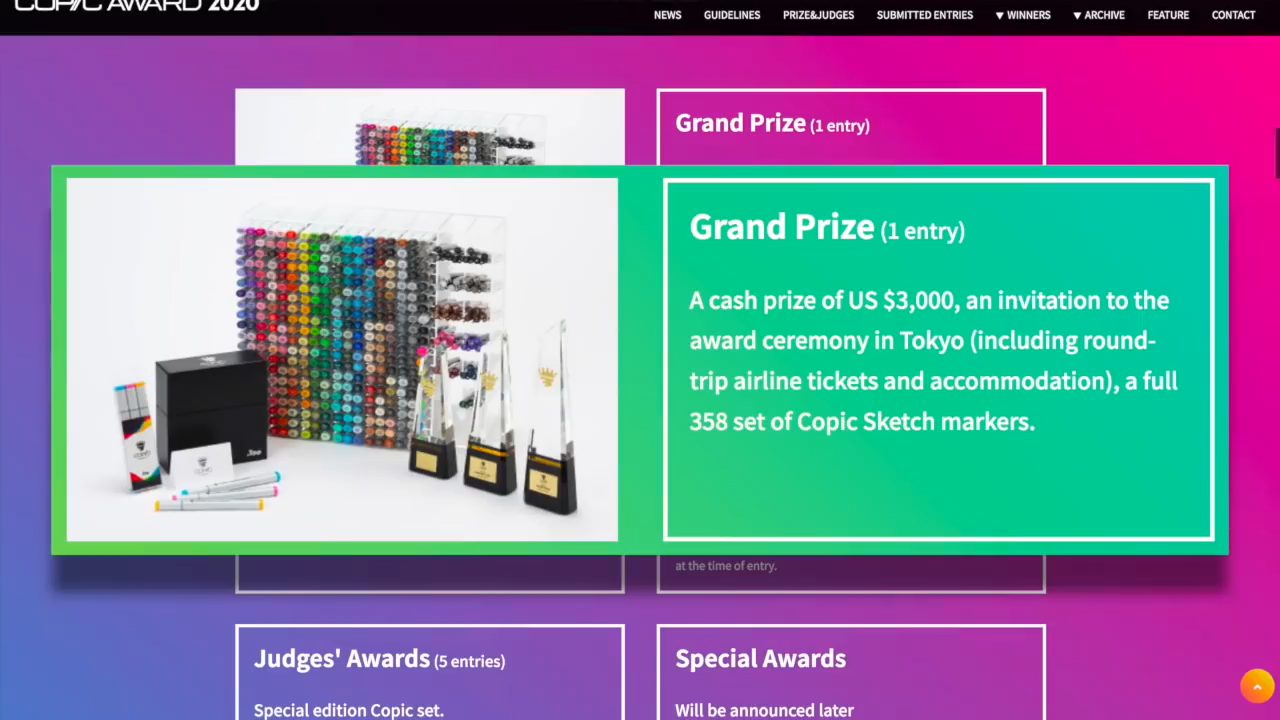 COPIC AWARD 2020
NEWS GUIDELINES PRIZE&JUDGES SUBMITTED ENTRIES ▼ WINNERS ▼ ARCHIVE FEATURE CONTACT
Grand Prize (1 entry)
Grand Prize (1 entry)
A cash prize of US $3,000, an invitation to the
award ceremony in Tokyo (including round-
trip airline tickets and accommodation), a full
358 set of Copic Sketch markers.
at the time of entry.
Judges' Awards (5 entries)
Special edition Copic set.
Special Awards
Will be announced later